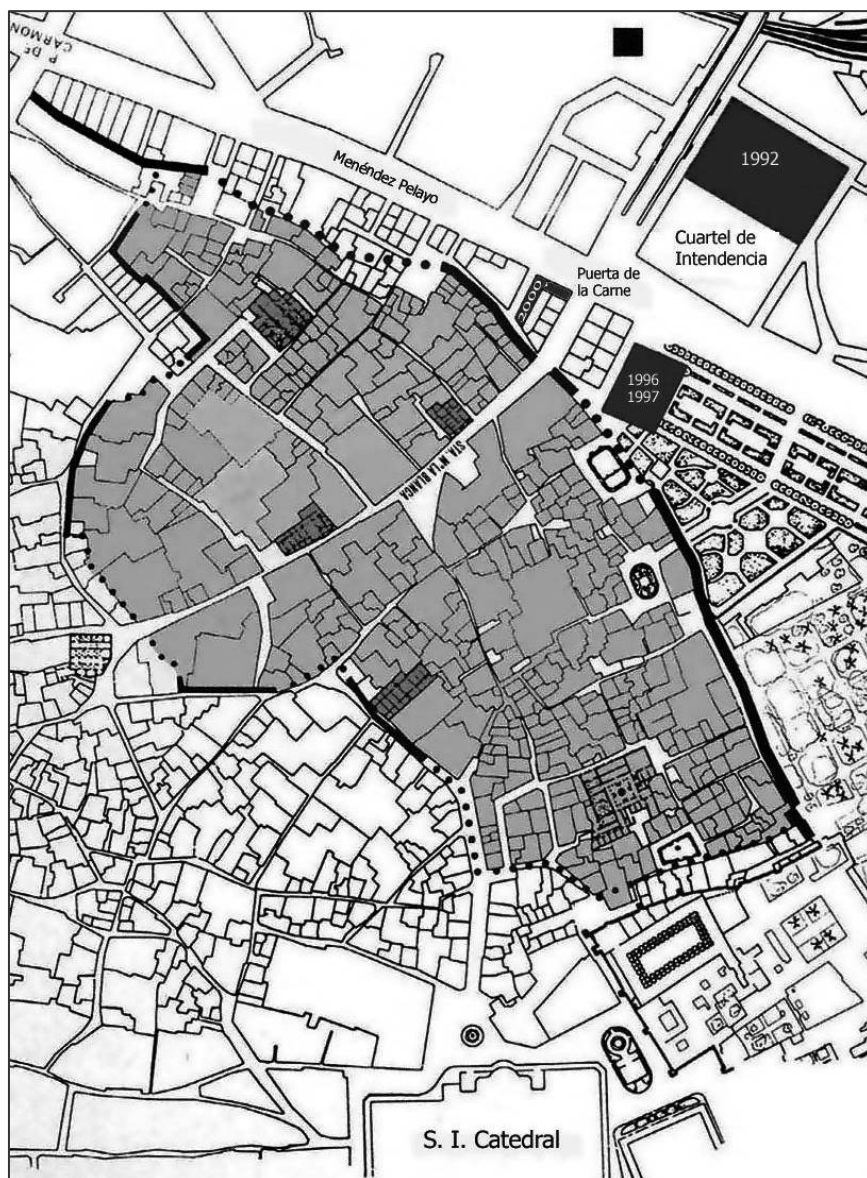 P. DE
CARMON
Menéndez Pelayo
1992
Cuartel de
Intendencia
Puerta de
la Carne
2000
1996
1997
STA. Mª LA BLANCA
S. I. Catedral